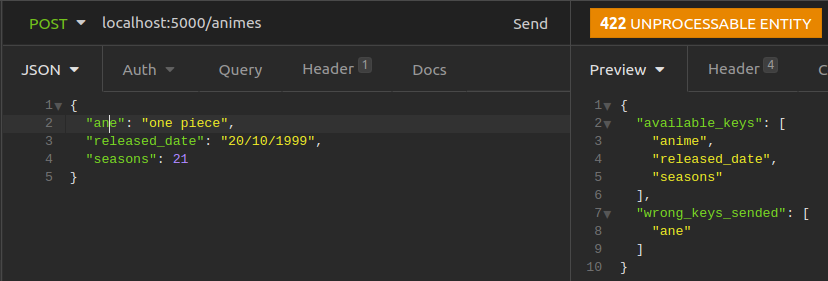 POST localhost:5000/animes Send 422 UNPROCESSABLE ENTITY
JSON Auth Query Header 1 Docs Preview Header 4 C
1 {
2 "ane": "one piece",
3 "released_date": "20/10/1999",
4 "seasons": 21
5 }
1 {
2 "available_keys": [
3 "anime",
4 "released_date",
5 "seasons"
6 ],
7 "wrong_keys_sended": [
8 "ane"
9 ]
10 }